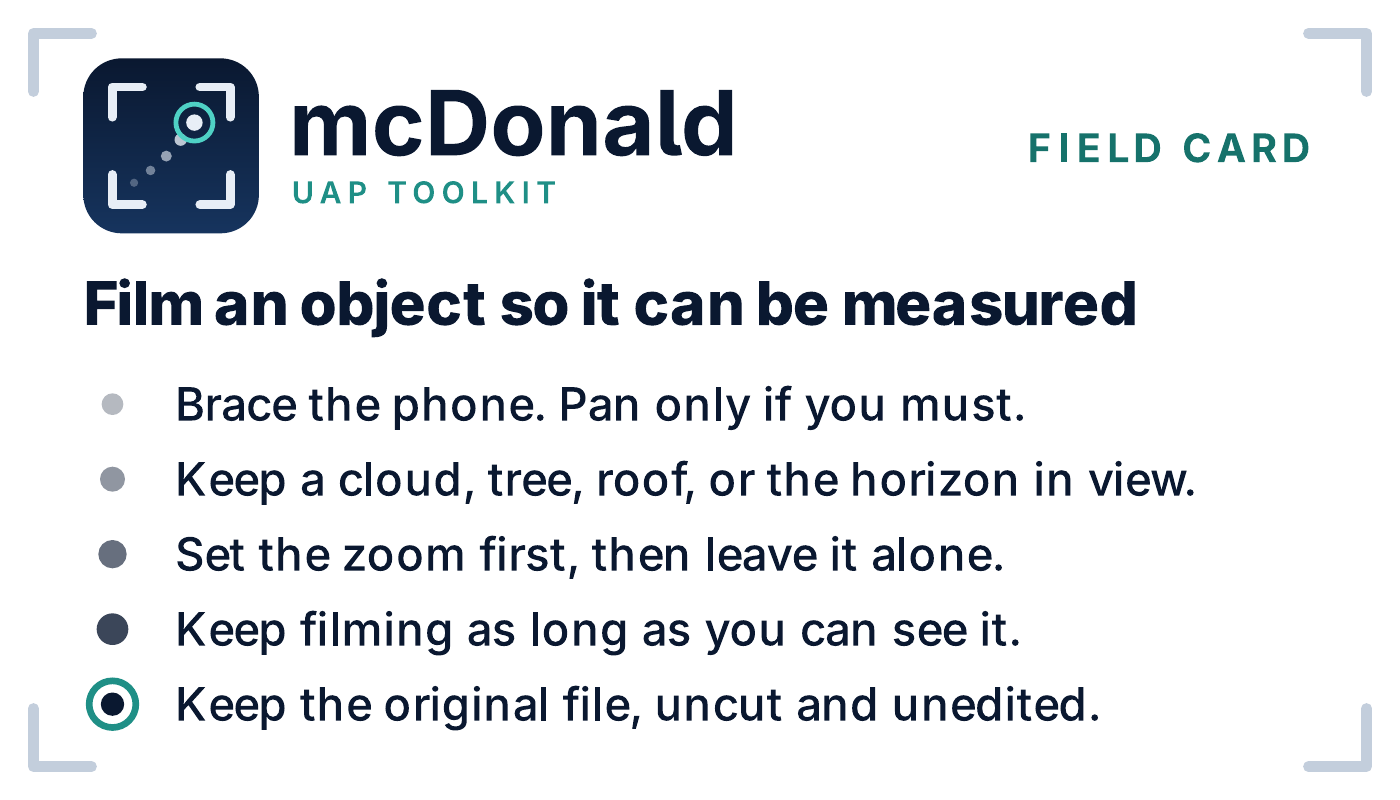 mcDonald
UAP TOOLKIT
FIELD CARD
Film an object so it can be measured
Brace the phone. Pan only if you must.
Keep a cloud, tree, roof, or the horizon in view.
Set the zoom first, then leave it alone.
Keep filming as long as you can see it.
Keep the original file, uncut and unedited.